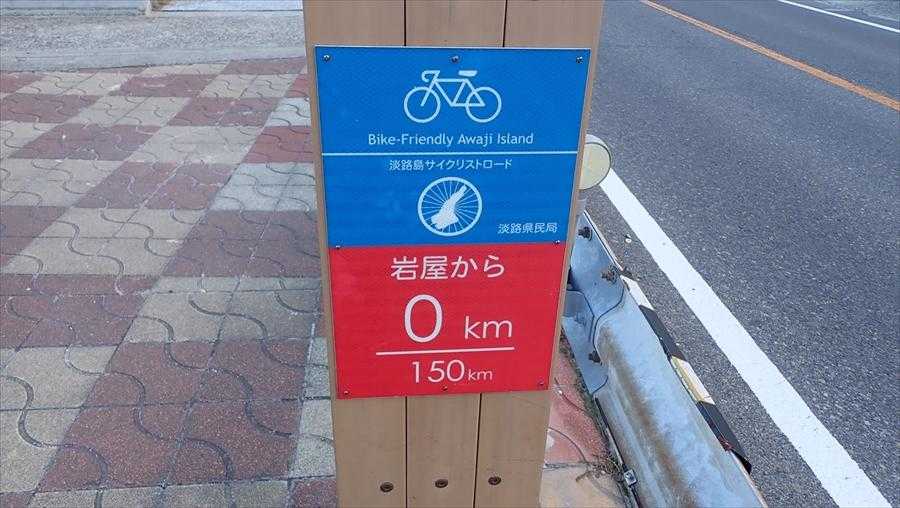 Bike-Friendly Awaji Island
淡路島サイクリストロード
淡路県民局
岩屋から
0 km
150km